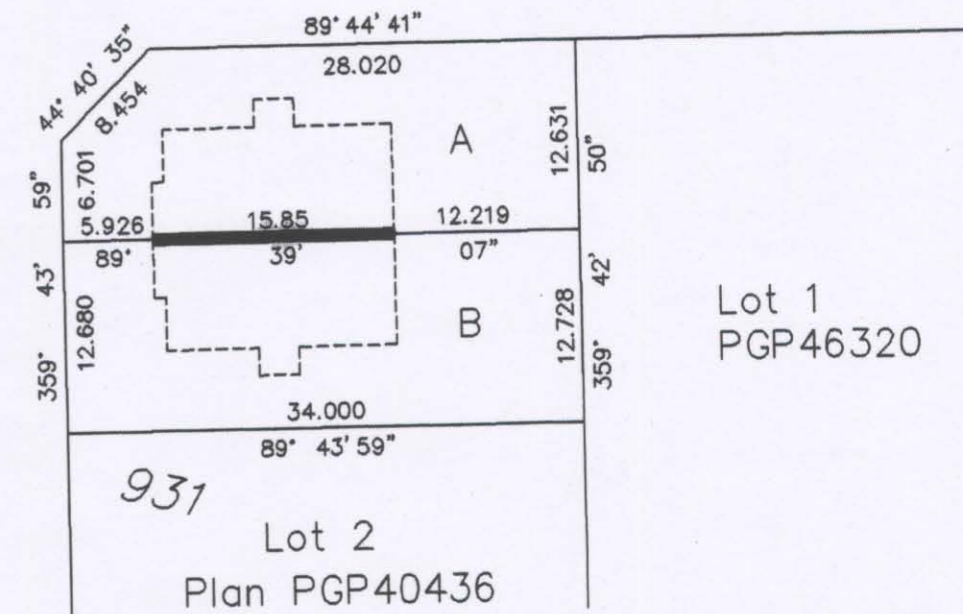 89° 44' 41"
28.020
44° 40' 35"
8.454
A
12.631
50"
59"
6.701
5.926
15.85
12.219
89°
39'
07"
43'
42'
12.680
B
12.728
359°
359°
Lot 1
PGP46320
34.000
89° 43' 59"
931
Lot 2
Plan PGP40436